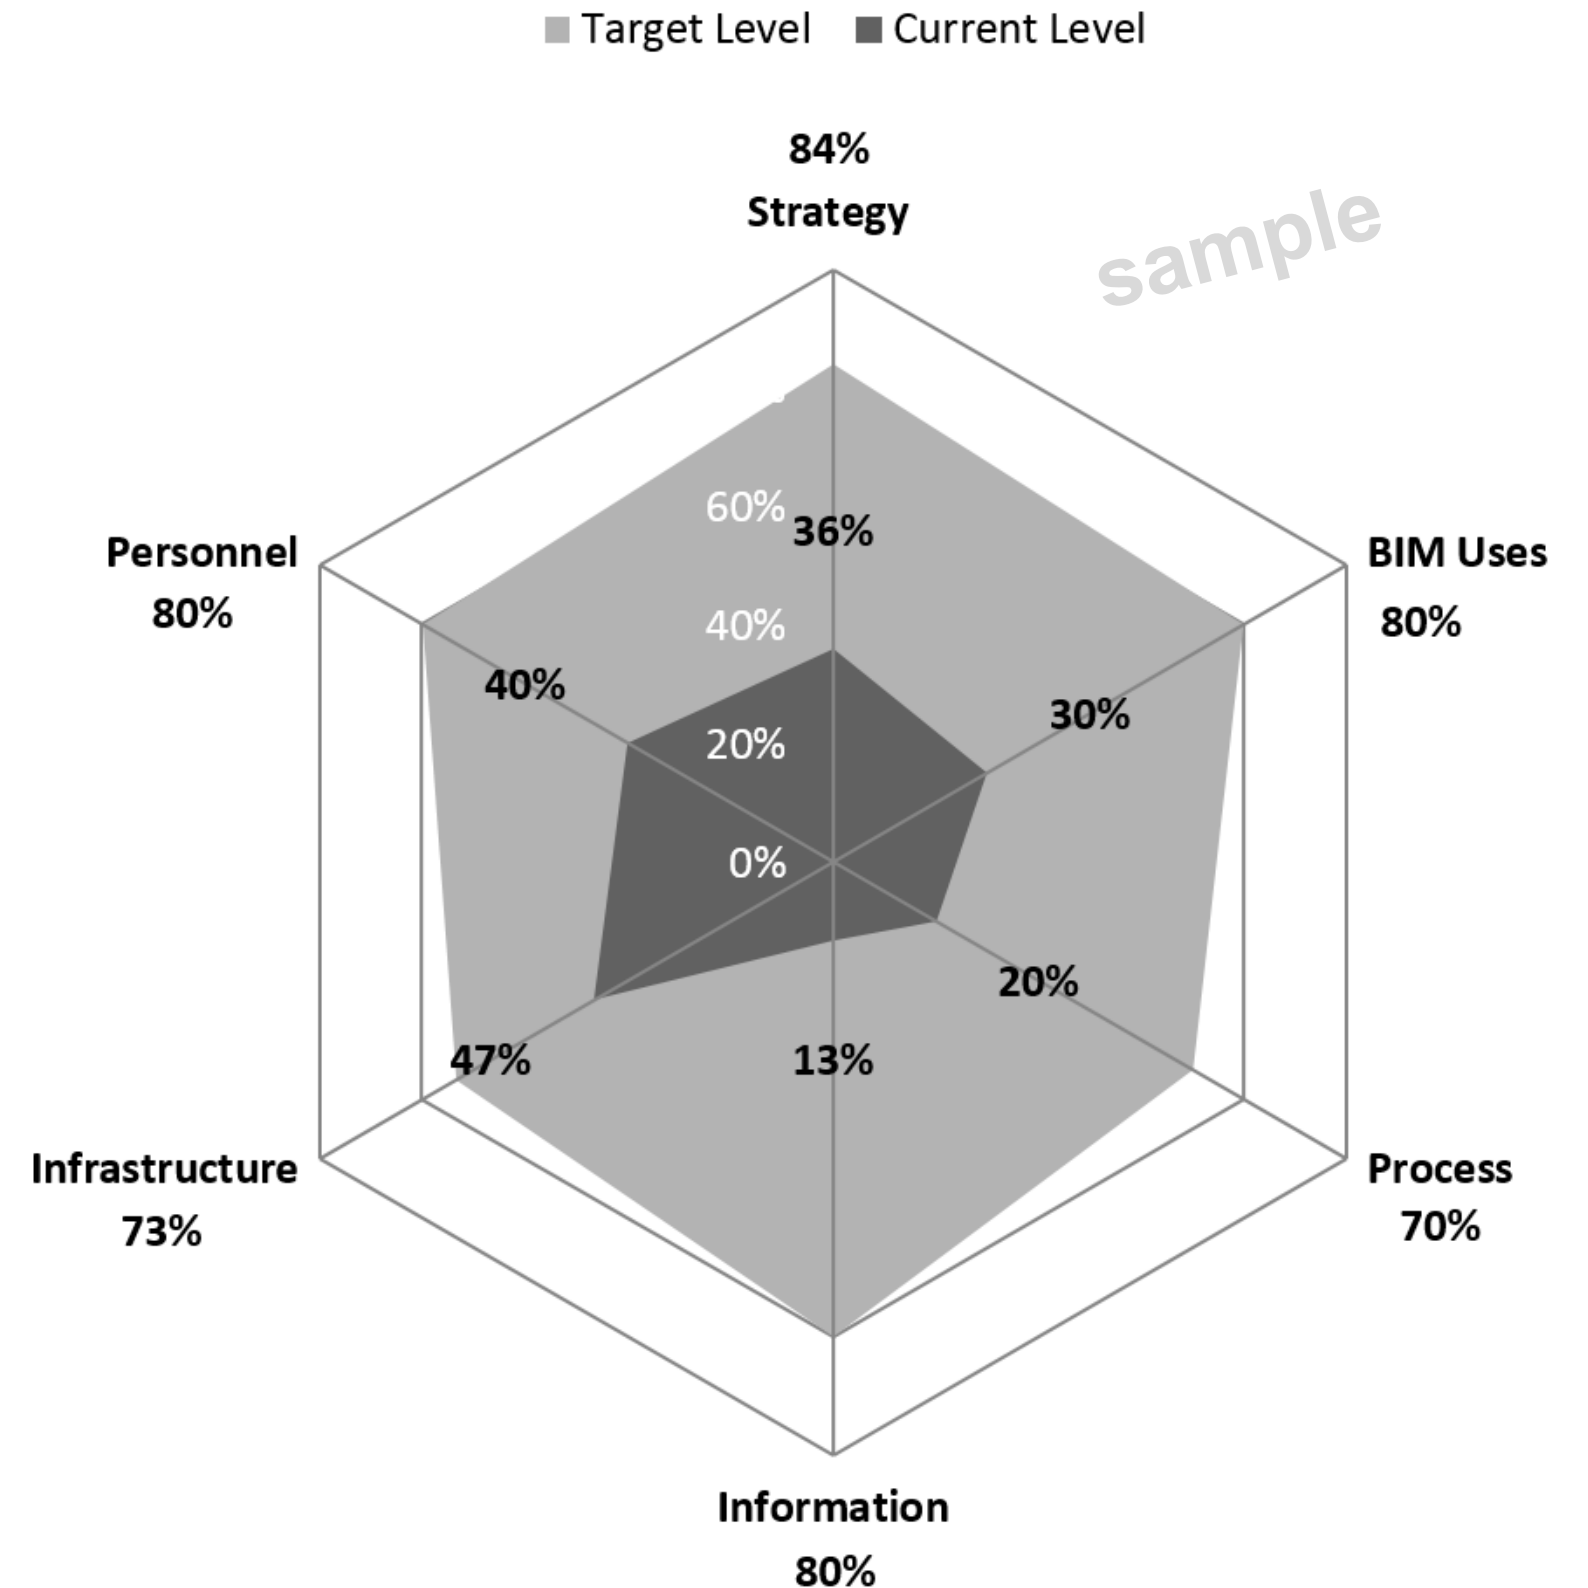 Target Level Current Level
84%
Strategy
sample
60%
36%
Personnel
80%
BIM Uses
80%
40%
40%
30%
20%
0%
20%
47%
13%
Infrastructure
73%
Process
70%
Information
80%